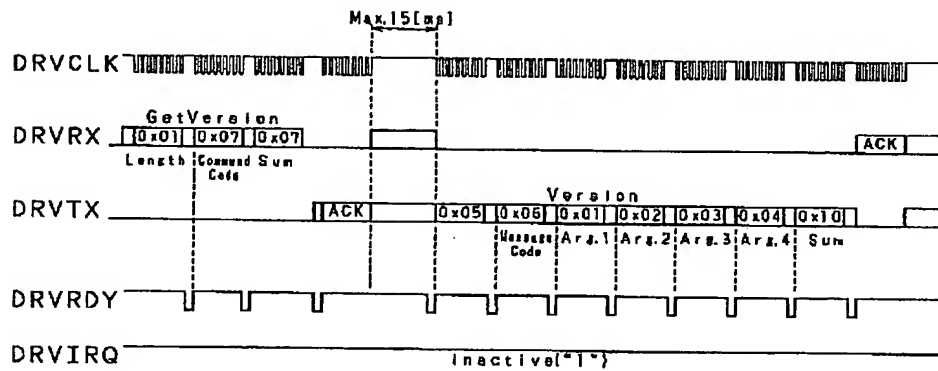 Max.15[ms]
DRVCLK
GetVersion
DRVRX 0x01 0x07 0x07 ACK
Length Command Code Sum
Version
DRVTX ACK 0x05 0x06 0x01 0x02 0x03 0x04 0x10
Message Code Arg.1 Arg.2 Arg.3 Arg.4 Sum
DRVRDY
DRVIRQ
Inactive("1")